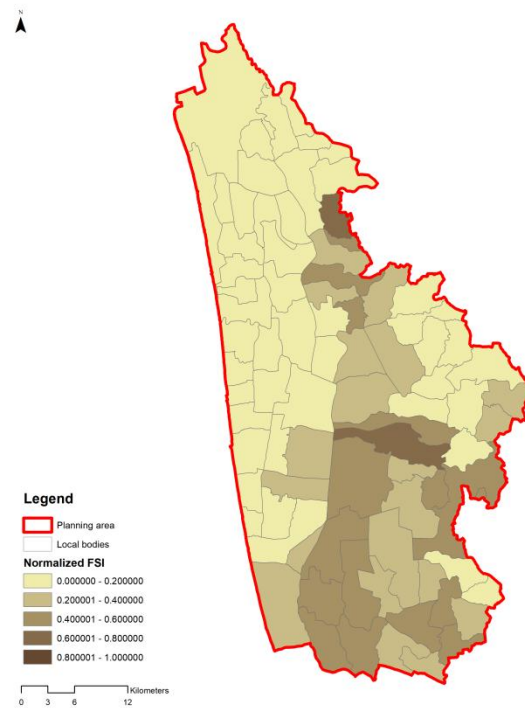 N
Legend
Planning area
Local bodies
Normalized FSI
0.000000 - 0.200000
0.200001 - 0.400000
0.400001 - 0.600000
0.600001 - 0.800000
0.800001 - 1.000000
Kilometers
0 3 6 12